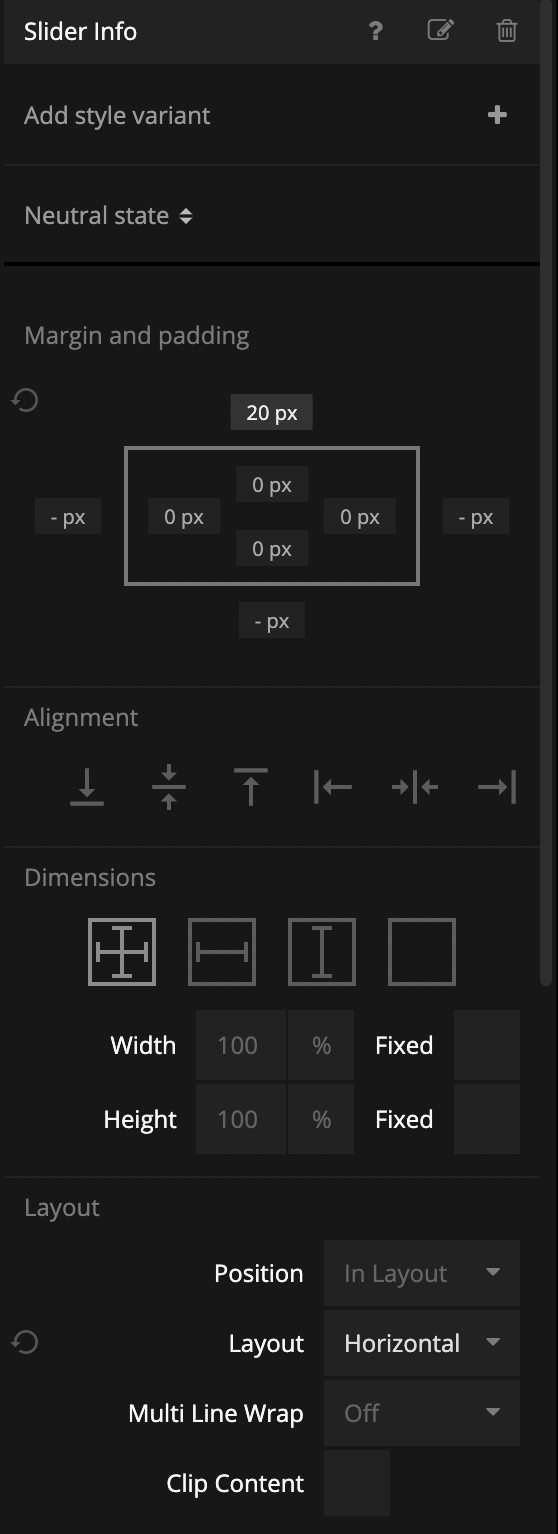 Slider Info ?
Add style variant
Neutral state
Margin and padding
20 px
0 px
- px 0 px 0 px - px
0 px
- px
Alignment
Dimensions
Width 100 % Fixed
Height 100 % Fixed
Layout
Position In Layout
Layout Horizontal
Multi Line Wrap Off
Clip Content